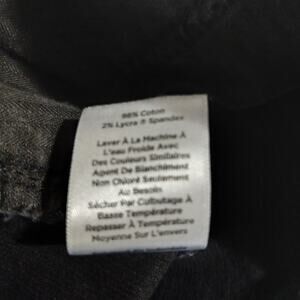 98% Coton
2% Lycra ® Spandex
Laver À La Machine À
L'eau Froide Avec
Des Couleurs Similaires
Agent De Blanchiment
Non Chloré Seulement
Au Besoin
Sécher Par Culbutage À
Basse Température
Repasser À Température
Moyenne Sur L'envers